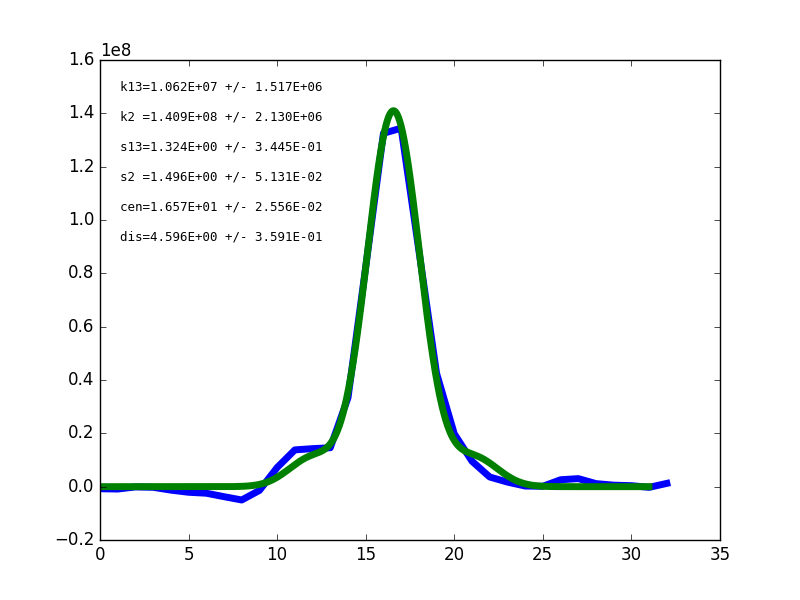 1e8
1.6
1.4
1.2
1.0
0.8
0.6
0.4
0.2
0.0
−0.2
k13=1.062E+07 +/- 1.517E+06
k2 =1.409E+08 +/- 2.130E+06
s13=1.324E+00 +/- 3.445E-01
s2 =1.496E+00 +/- 5.131E-02
cen=1.657E+01 +/- 2.556E-02
dis=4.596E+00 +/- 3.591E-01
0 5 10 15 20 25 30 35